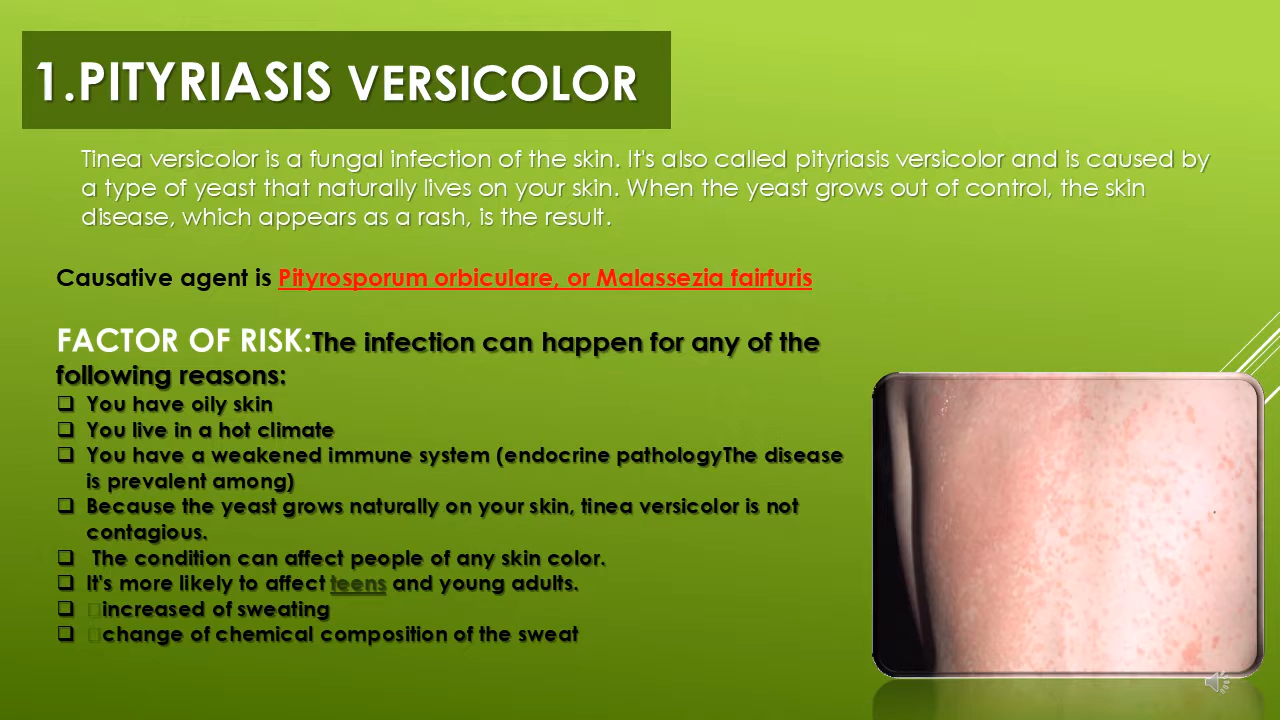 1.PITYRIASIS VERSICOLOR
Tinea versicolor is a fungal infection of the skin. It's also called pityriasis versicolor and is caused by
a type of yeast that naturally lives on your skin. When the yeast grows out of control, the skin
disease, which appears as a rash, is the result.
Causative agent is Pityrosporum orbiculare, or Malassezia fairfuris
FACTOR OF RISK:The infection can happen for any of the
following reasons:
❑ You have oily skin
❑ You live in a hot climate
❑ You have a weakened immune system (endocrine pathologyThe disease
is prevalent among)
❑ Because the yeast grows naturally on your skin, tinea versicolor is not
contagious.
❑ The condition can affect people of any skin color.
❑ It's more likely to affect teens and young adults.
❑ increased of sweating
❑ change of chemical composition of the sweat